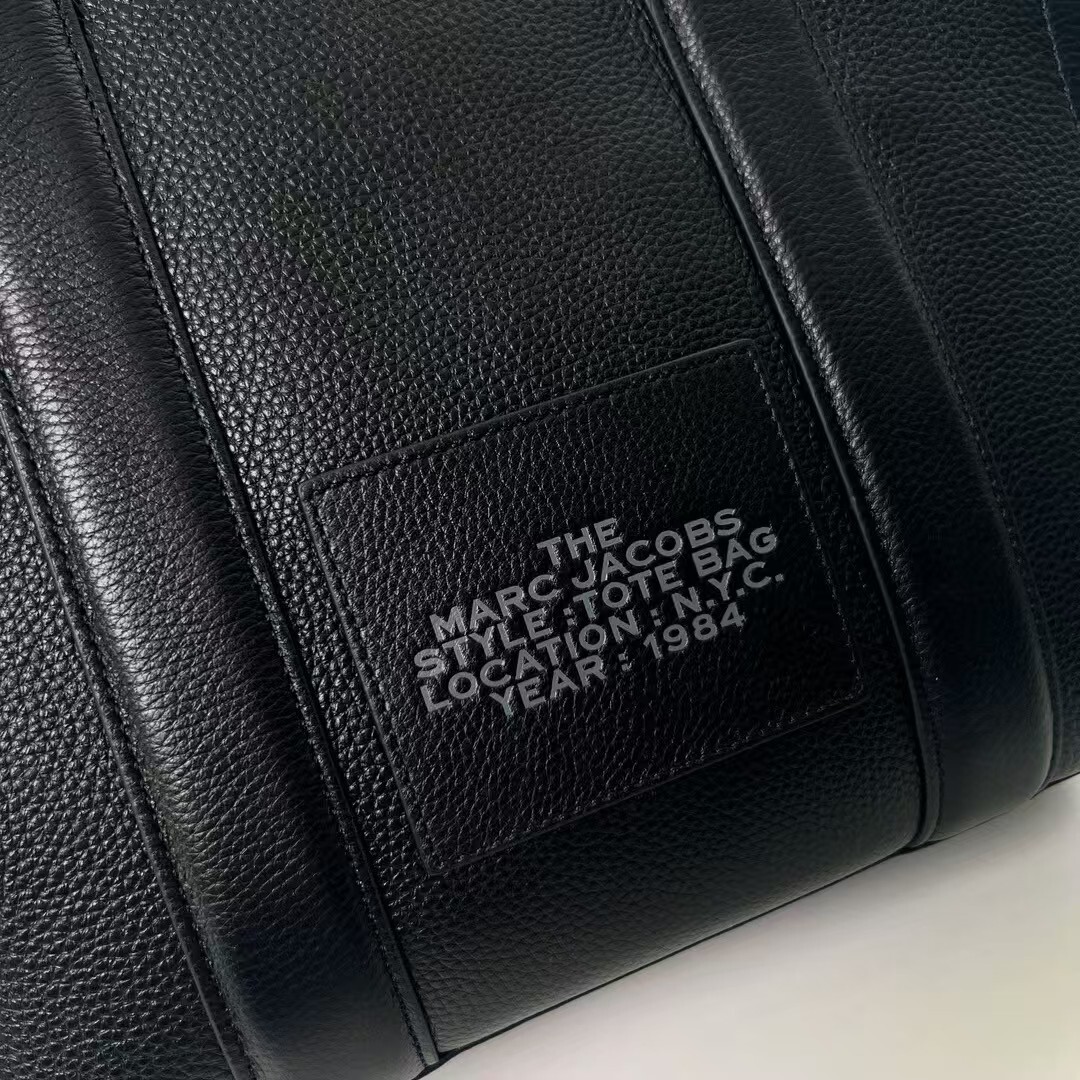 THE
MARC JACOBS
STYLE :TOTE BAG
LOCATION : N.Y.C.
YEAR : 1984